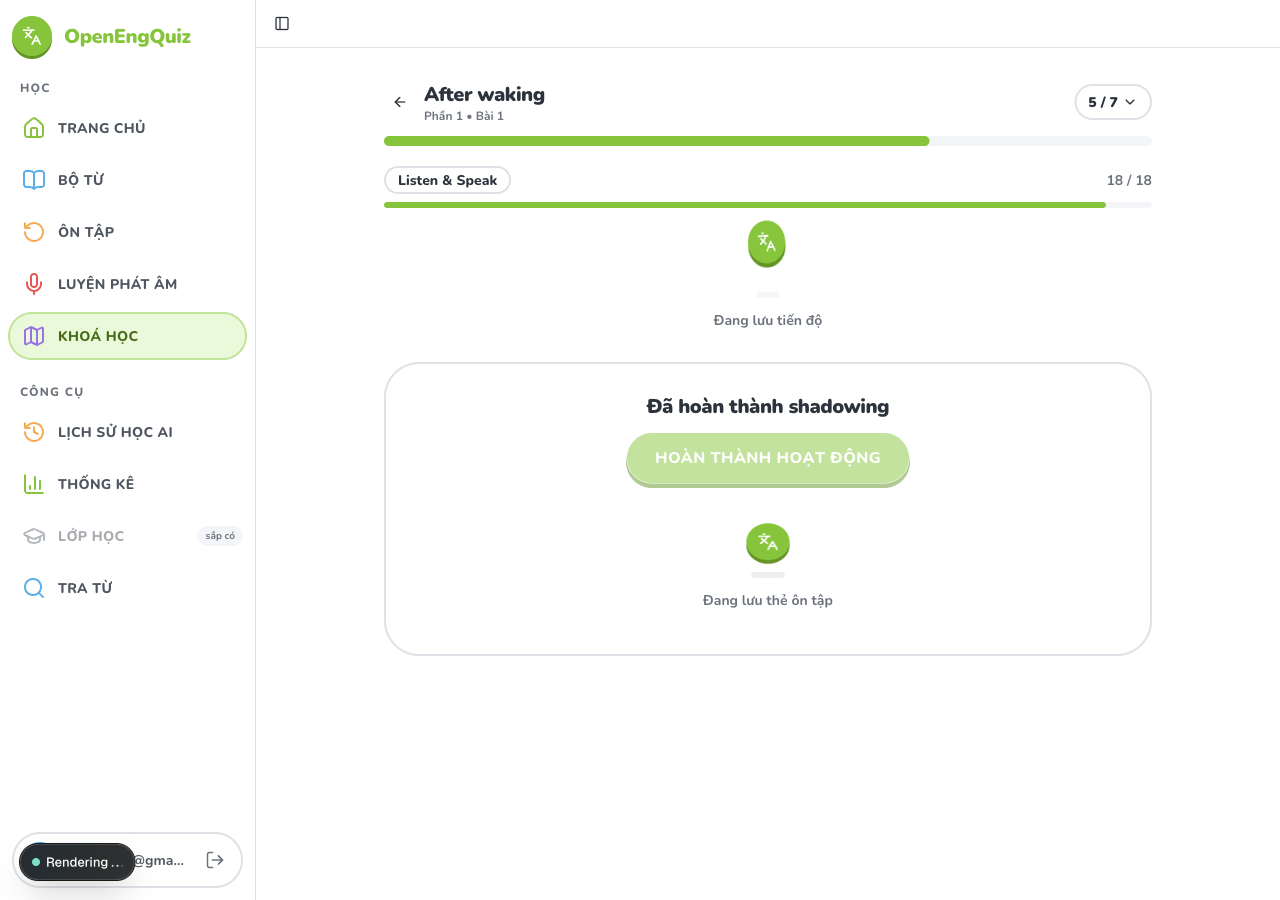 OpenEngQuiz
HỌC
TRANG CHỦ
BỘ TỪ
ÔN TẬP
LUYỆN PHÁT ÂM
KHOÁ HỌC
CÔNG CỤ
LỊCH SỬ HỌC AI
THỐNG KÊ
LỚP HỌC
sắp có
TRA TỪ
Rendering ...
@gma...
After waking
Phần 1 • Bài 1
5 / 7
Listen & Speak
18 / 18
Đang lưu tiến độ
Đã hoàn thành shadowing
HOÀN THÀNH HOẠT ĐỘNG
Đang lưu thẻ ôn tập